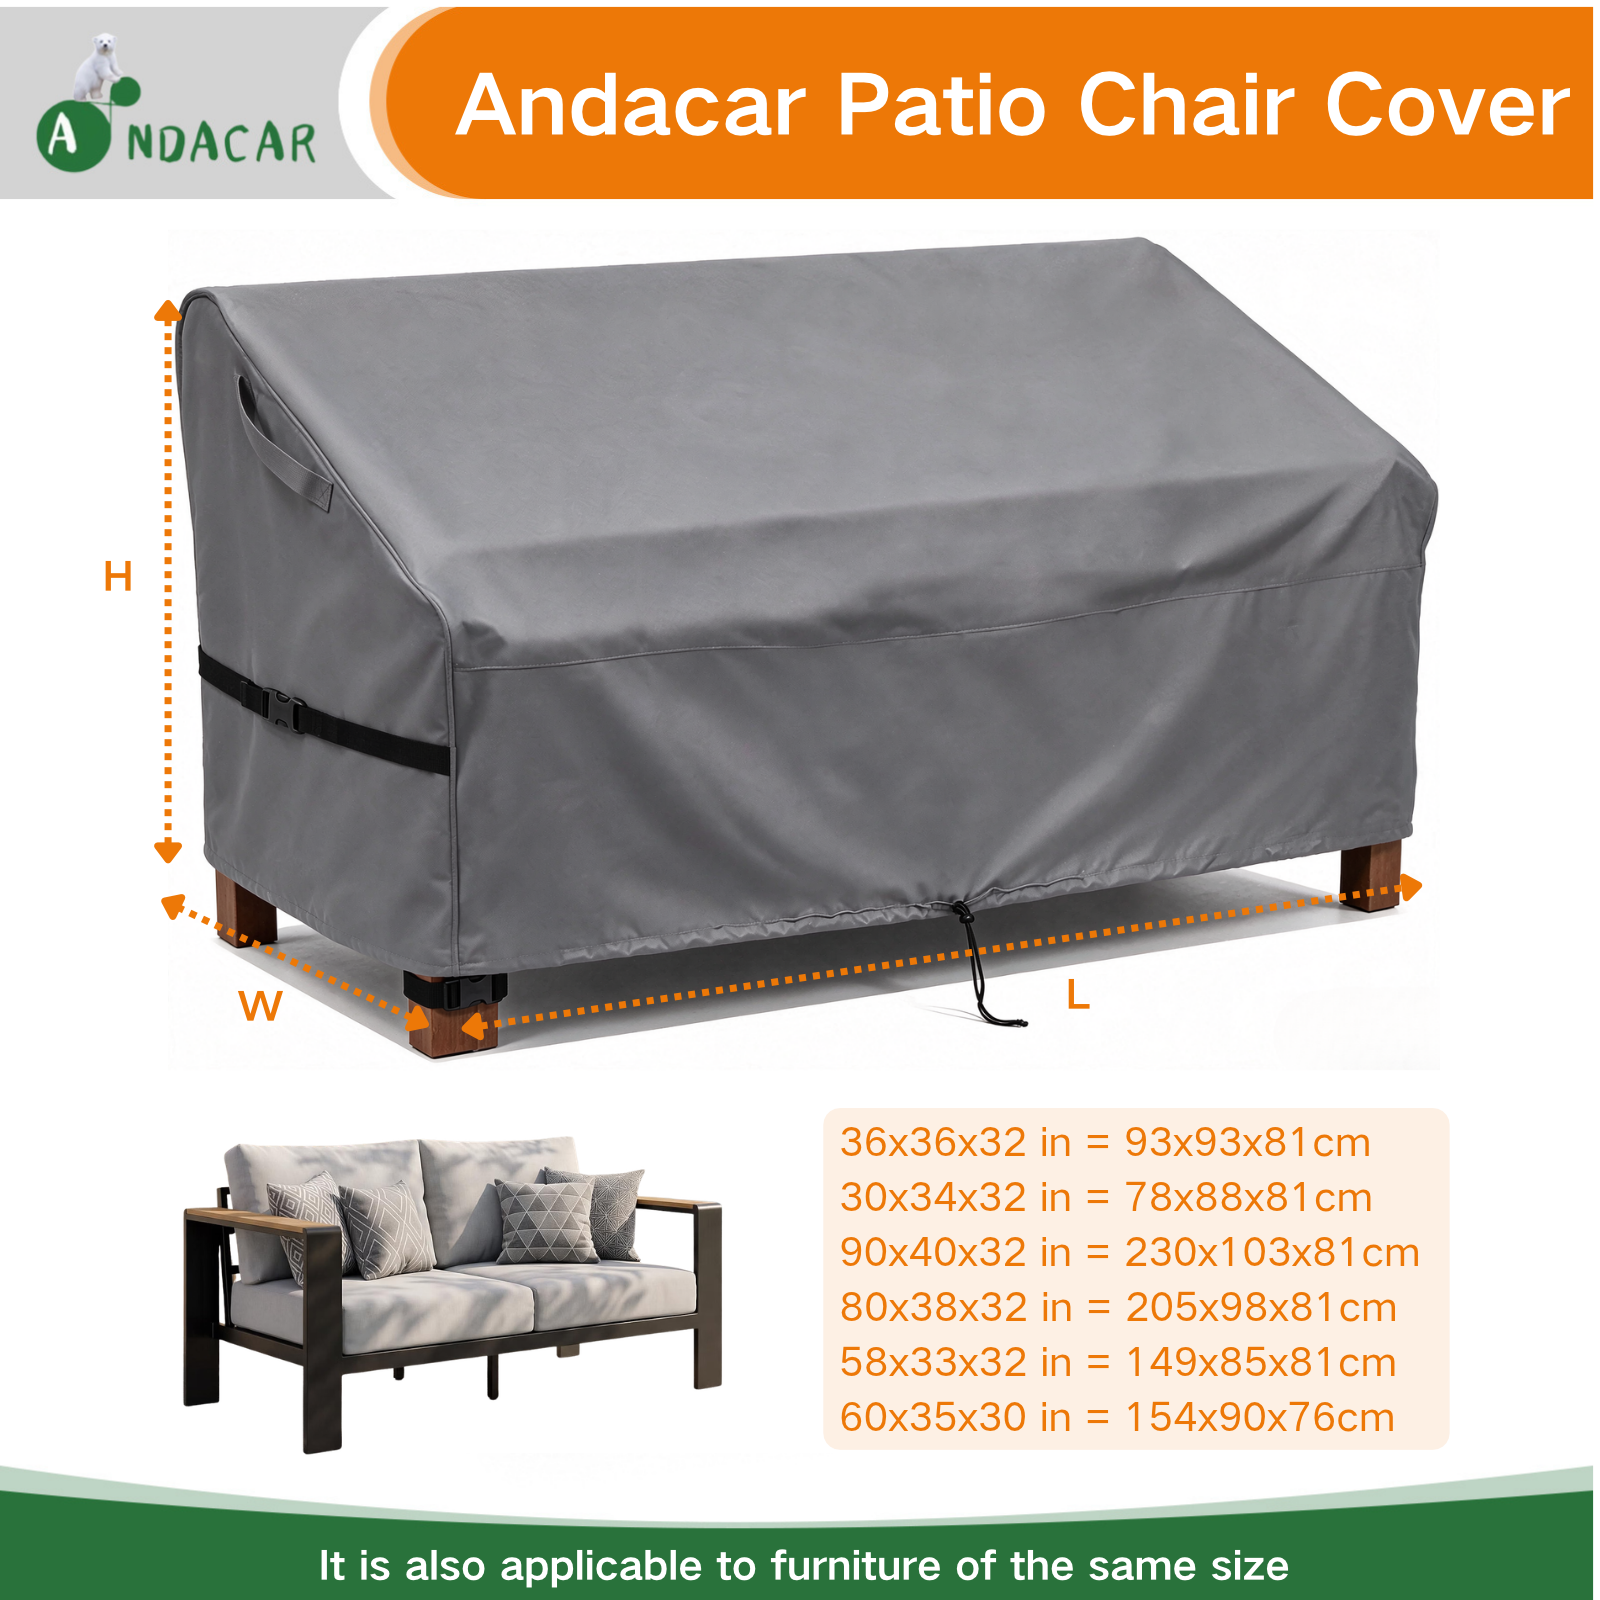 ANDACAR
Andacar Patio Chair Cover
H
W
L
36x36x32 in = 93x93x81cm
30x34x32 in = 78x88x81cm
90x40x32 in = 230x103x81cm
80x38x32 in = 205x98x81cm
58x33x32 in = 149x85x81cm
60x35x30 in = 154x90x76cm
It is also applicable to furniture of the same size